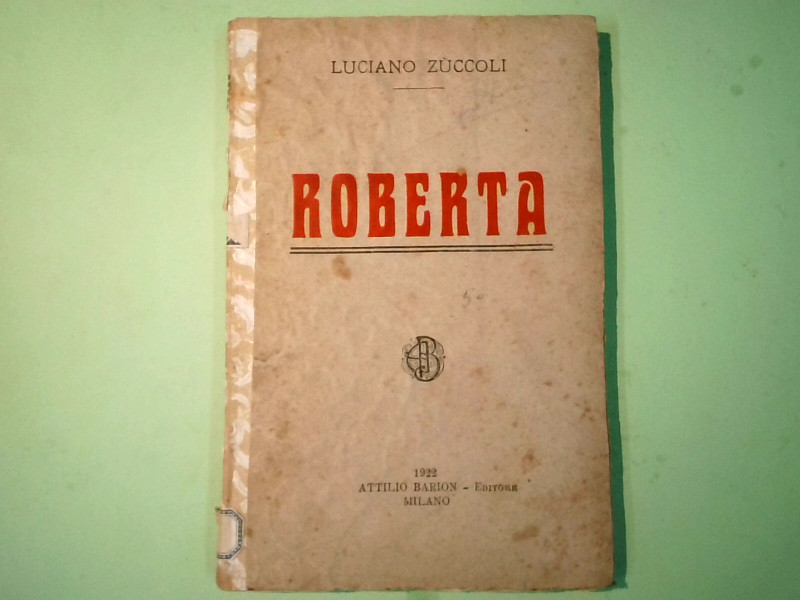 LUCIANO ZÙCCOLI
ROBERTA
1922
ATTILIO BARION - EDITORE
MILANO